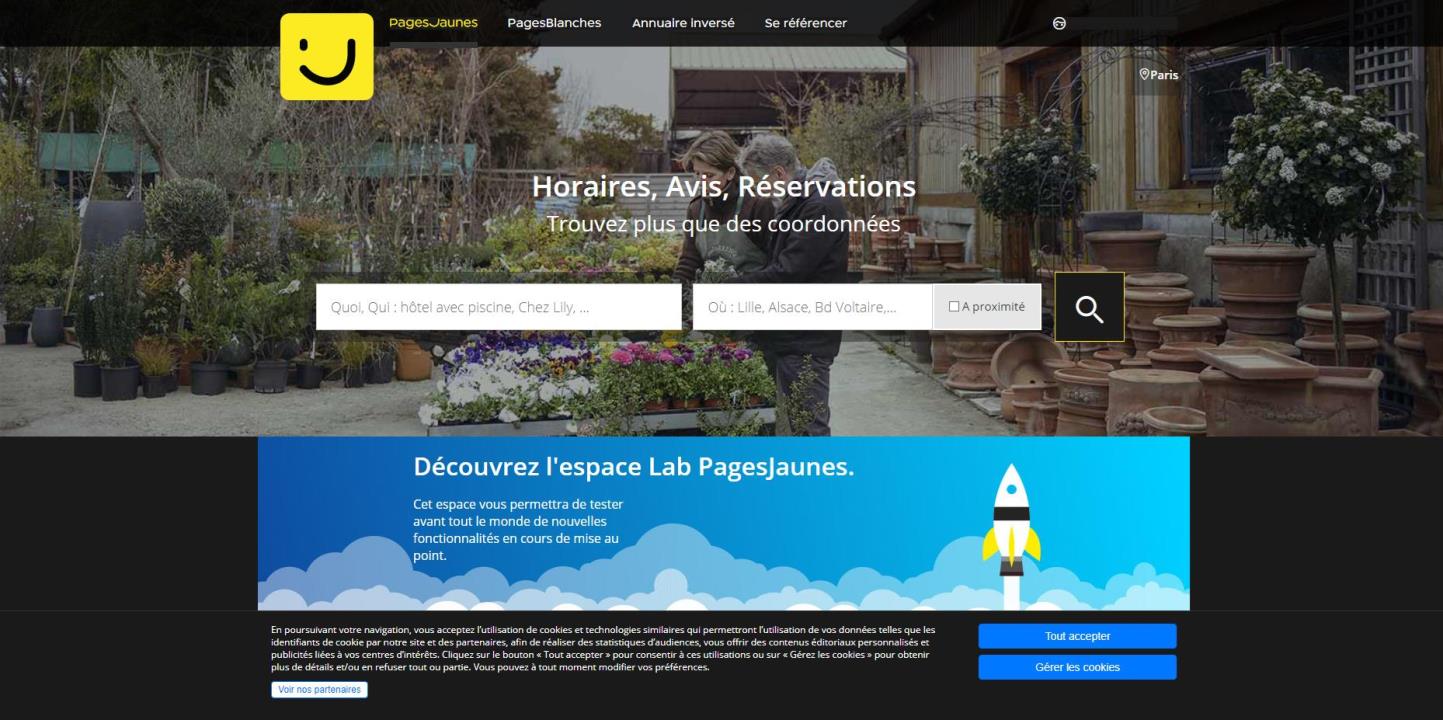 PagesJaunes
PagesBlanches
Annuaire inversé
Se référencer
Paris
Horaires, Avis, Réservations
Trouvez plus que des coordonnées
Quoi, Qui : hôtel avec piscine, Chez Lily, ...
Où : Lille, Alsace, Bd Voltaire,...
A proximité
Découvrez l'espace Lab PagesJaunes.
Cet espace vous permettra de tester
avant tout le monde de nouvelles
fonctionnalités en cours de mise au
point.
En poursuivant votre navigation, vous acceptez l'utilisation de cookies et technologies similaires qui permettront l'utilisation de vos données telles que les
identifiants de cookie par notre site et des partenaires, afin de réaliser des statistiques d'audiences, vous offrir des contenus éditoriaux personnalisés et
publicités liées à vos centres d'intérêts. Cliquez sur le bouton « Tout accepter » pour consentir à ces utilisations ou sur « Gérez les cookies » pour obtenir
plus de détails et/ou en refuser tout ou partie. Vous pouvez à tout moment modifier vos préférences.
Voir nos partenaires
Tout accepter
Gérer les cookies